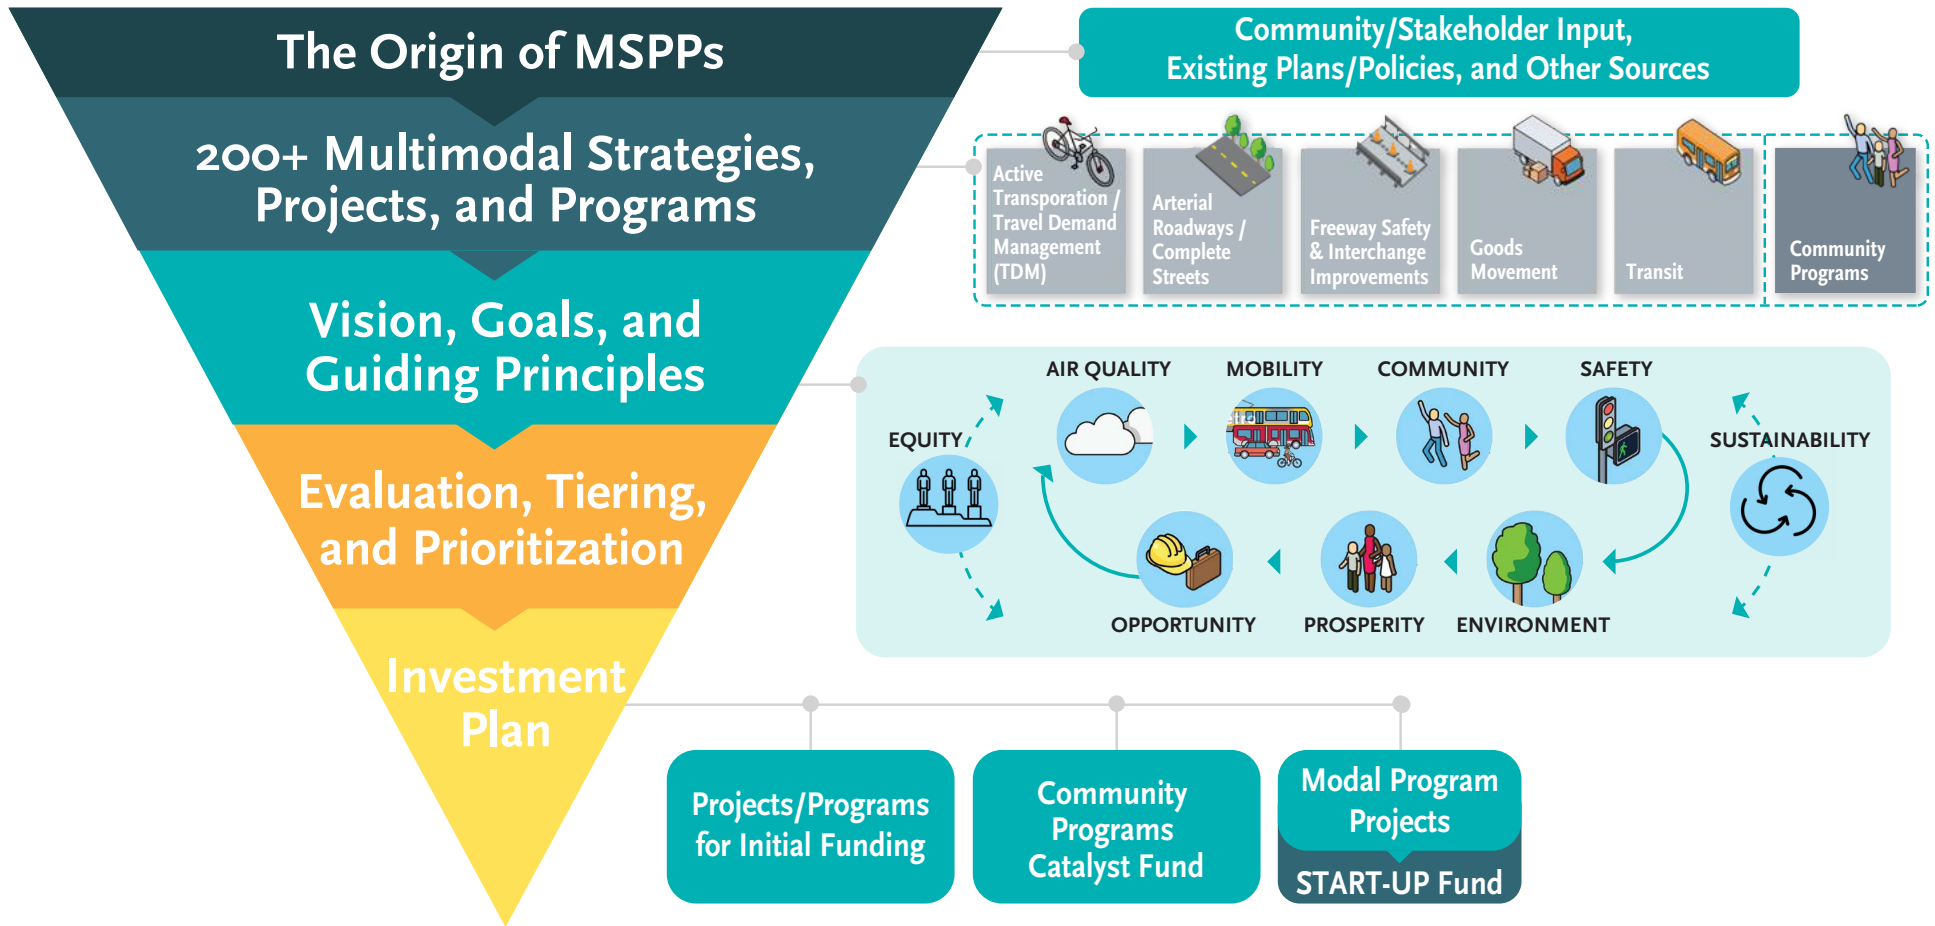 The Origin of MSPPs
Community/Stakeholder Input,
Existing Plans/Policies, and Other Sources
200+ Multimodal Strategies,
Projects, and Programs
Active
Transporation /
Travel Demand
Management
(TDM)
Arterial
Roadways /
Complete
Streets
Freeway Safety
& Interchange
Improvements
Goods
Movement
Transit
Community
Programs
Vision, Goals, and
Guiding Principles
EQUITY
AIR QUALITY
MOBILITY
COMMUNITY
SAFETY
SUSTAINABILITY
OPPORTUNITY
PROSPERITY
ENVIRONMENT
Evaluation, Tiering,
and Prioritization
Investment
Plan
Projects/Programs
for Initial Funding
Community
Programs
Catalyst Fund
Modal Program
Projects
START-UP Fund